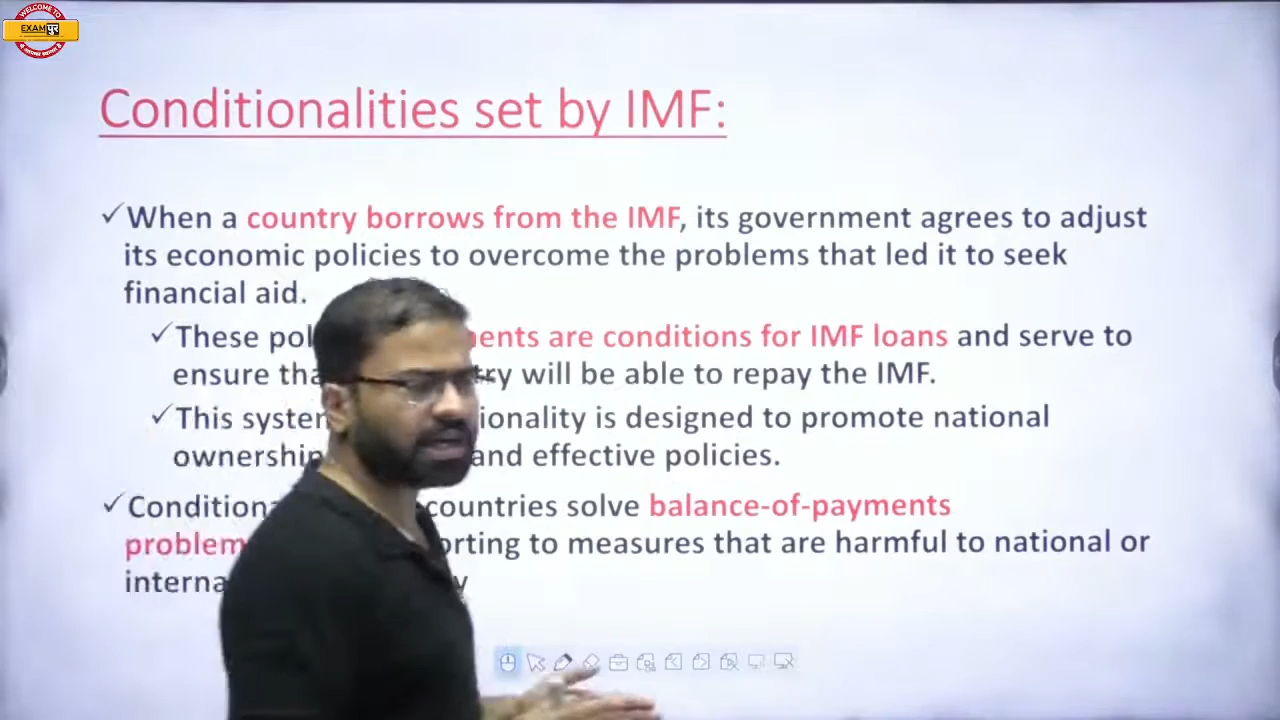 WELCOME TO
EXAMपुर
Conditionalities set by IMF:
✓When a country borrows from the IMF, its government agrees to adjust
its economic policies to overcome the problems that led it to seek
financial aid.
✓These pol ents are conditions for IMF loans and serve to
ensure tha try will be able to repay the IMF.
✓This system ionality is designed to promote national
ownership and effective policies.
✓Condition countries solve balance-of-payments
problem orting to measures that are harmful to national or
interna y